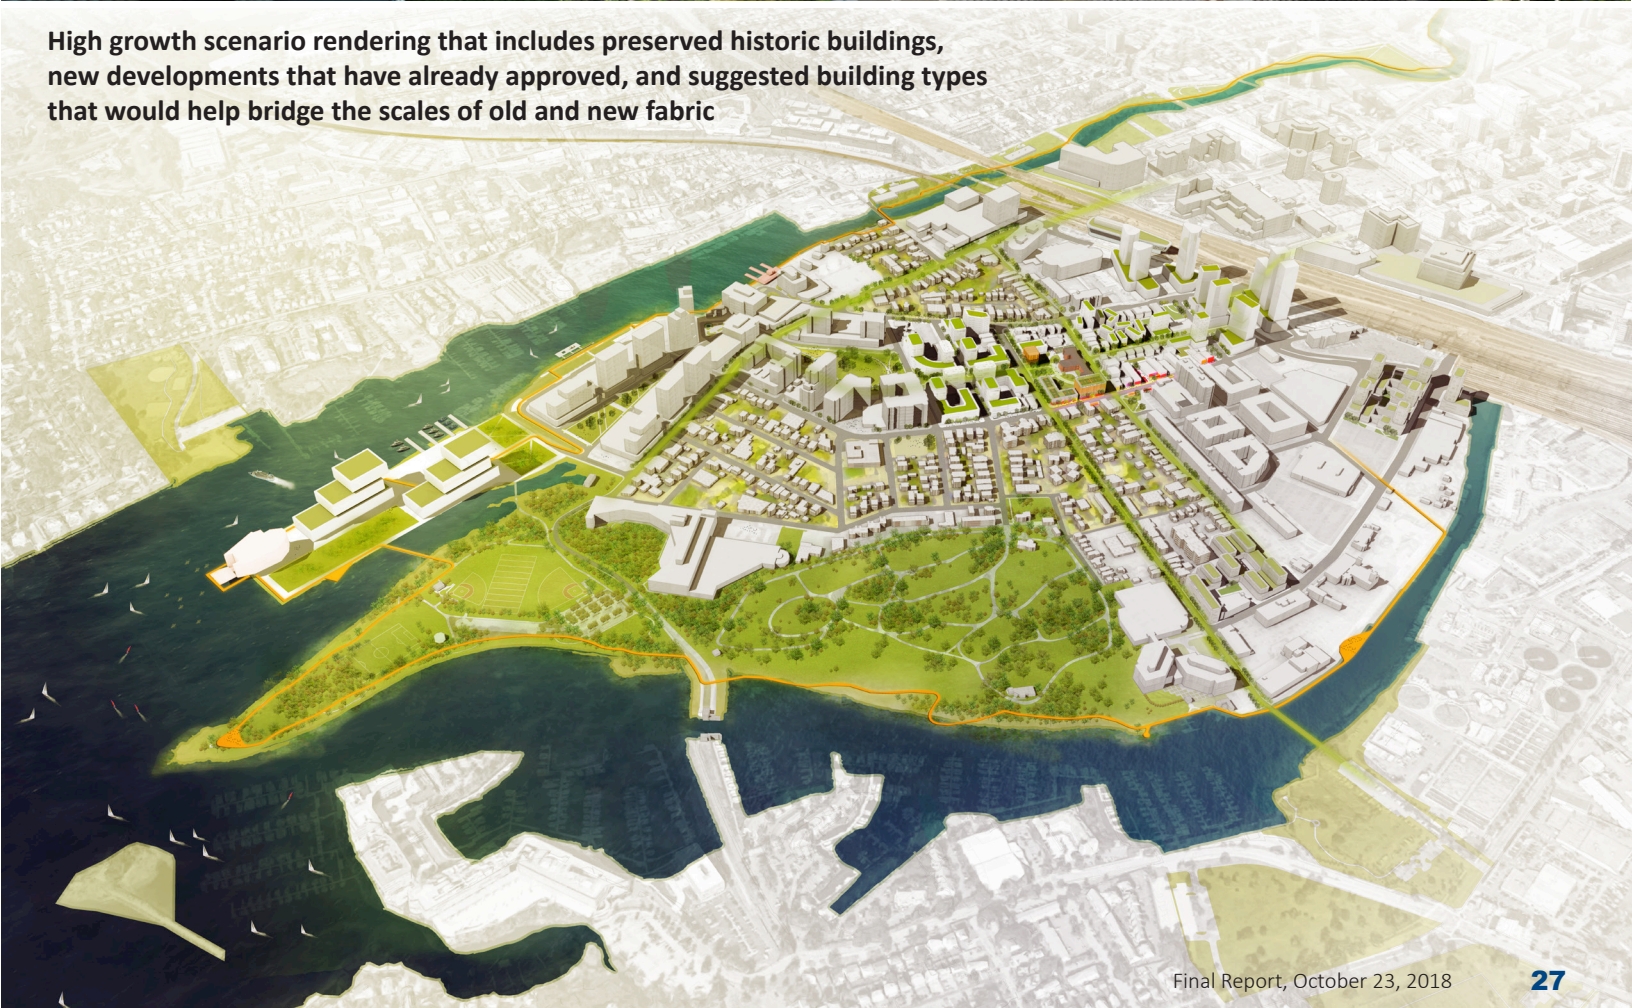 High growth scenario rendering that includes preserved historic buildings,
new developments that have already approved, and suggested building types
that would help bridge the scales of old and new fabric
Final Report, October 23, 2018 27